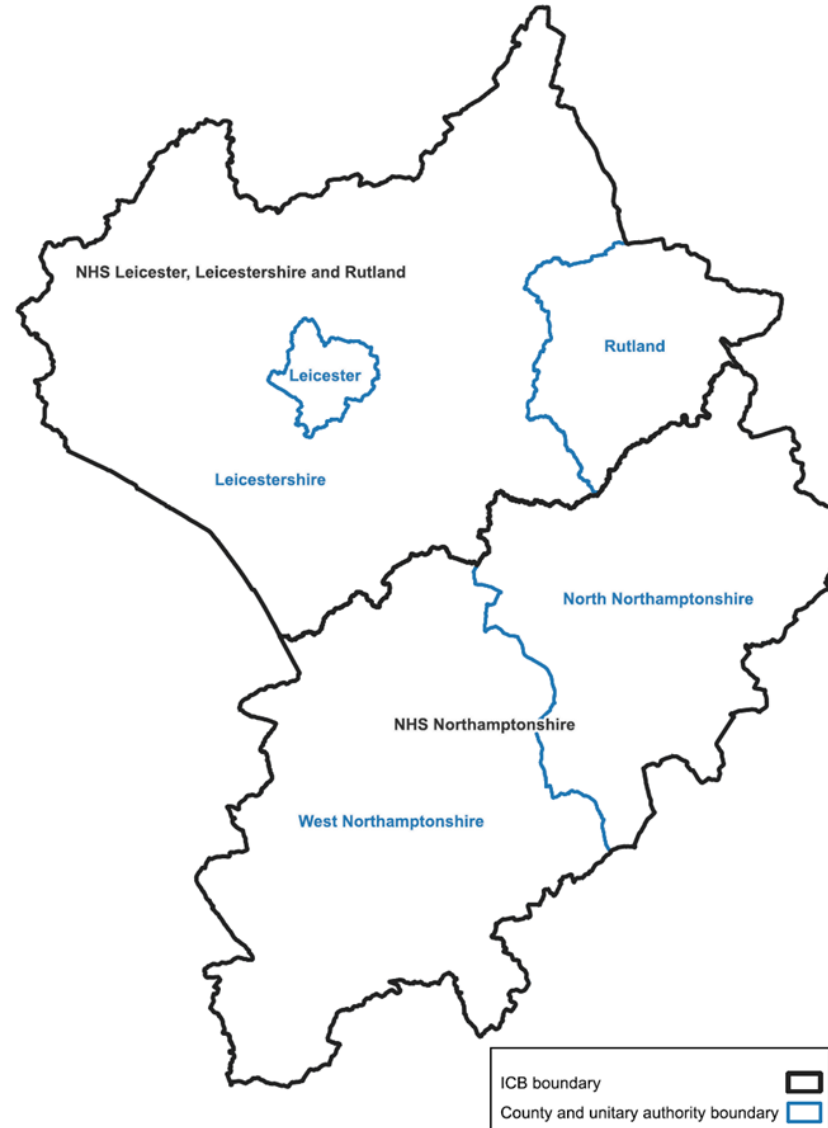 NHS Leicester, Leicestershire and Rutland
Rutland
Leicester
Leicestershire
North Northamptonshire
NHS Northamptonshire
West Northamptonshire
ICB boundary
County and unitary authority boundary